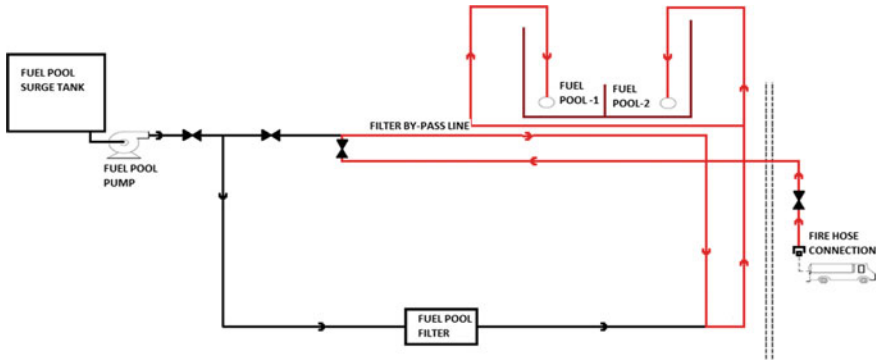 FUEL POOL
SURGE TANK
FUEL POOL
PUMP
FILTER BY-PASS LINE
FUEL
POOL -1
FUEL
POOL-2
FIRE HOSE
CONNECTION
FUEL POOL
FILTER